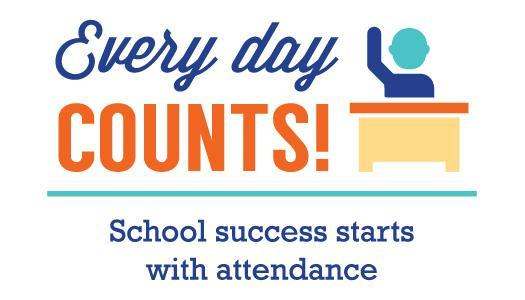 Every day
COUNTS!
School success starts
with attendance